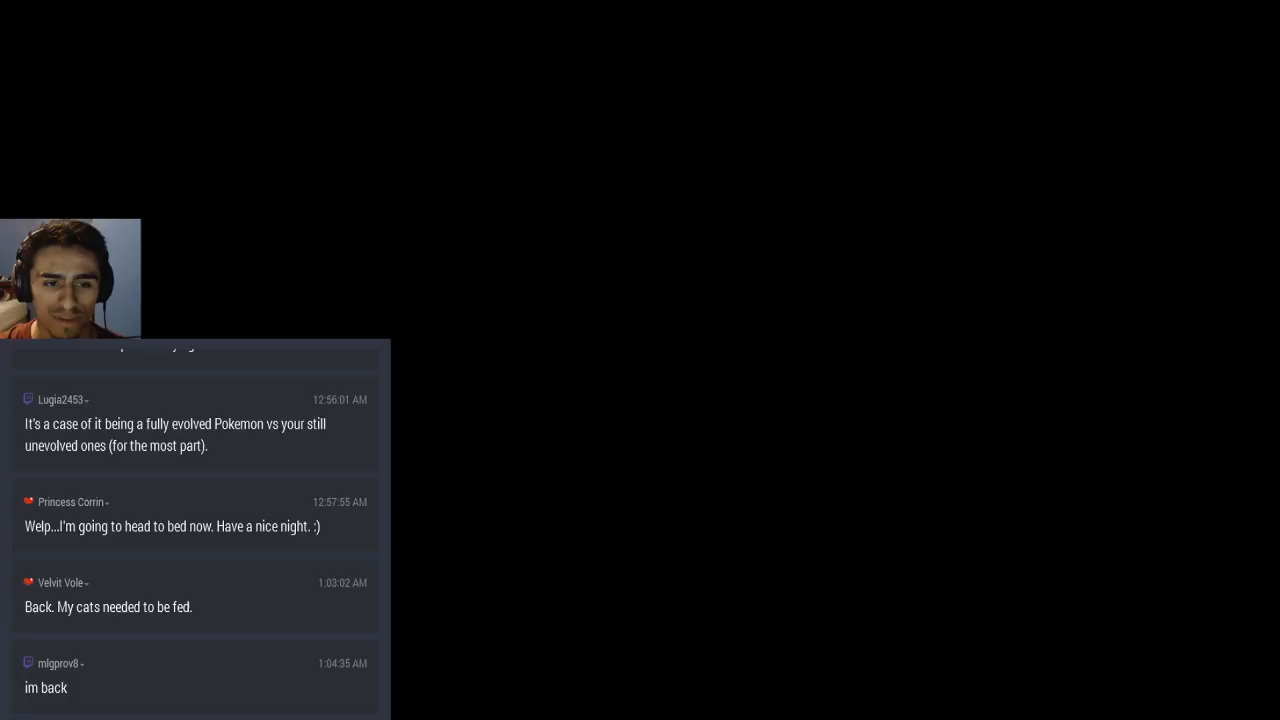 Lugia2453
12:56:01 AM
It's a case of it being a fully evolved Pokemon vs your still
unevolved ones (for the most part).
Princess Corrin
12:57:55 AM
Welp...I'm going to head to bed now. Have a nice night. :)
Velvit Vole
1:03:02 AM
Back. My cats needed to be fed.
mlgprov8
1:04:35 AM
im back